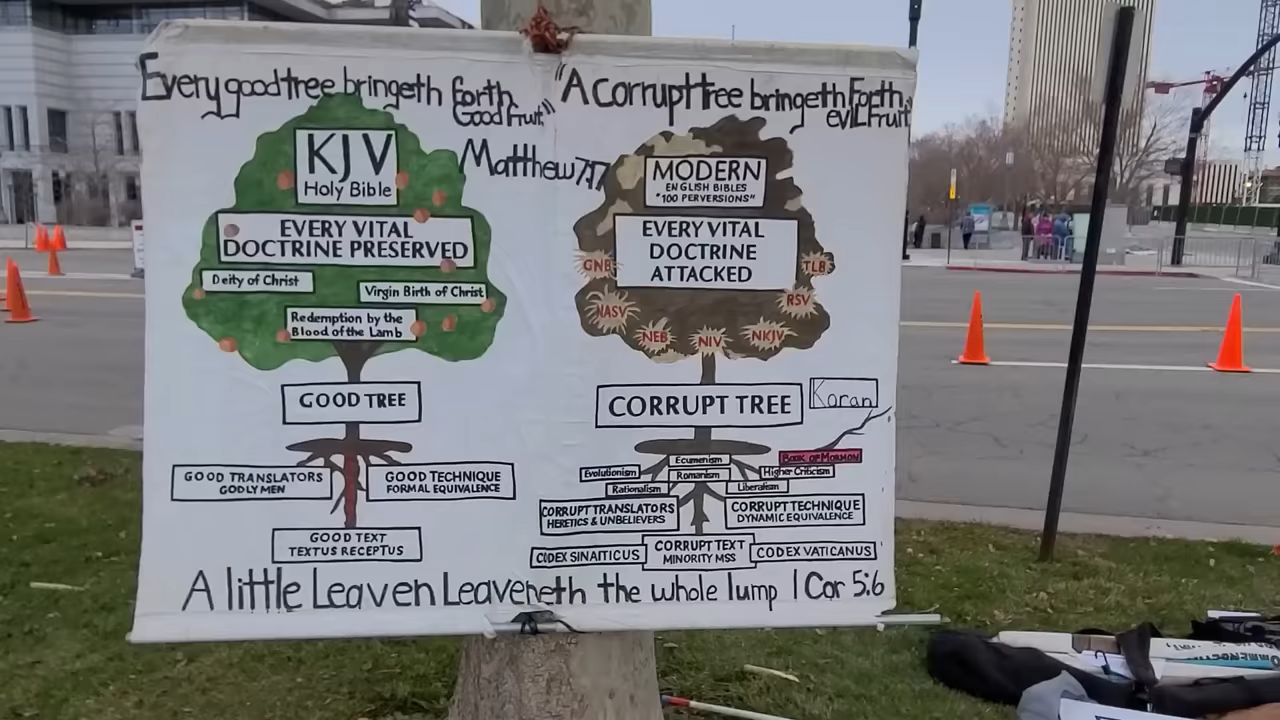 Every good tree bringeth forth
Good fruit."
"A Corrupt tree bringeth Forth
evil Fruit"
Matthew 7:17
KJV
Holy Bible
EVERY VITAL
DOCTRINE PRESERVED
Deity of Christ
Virgin Birth of Christ
Redemption by the
Blood of the Lamb
GOOD TREE
GOOD TRANSLATORS
GODLY MEN
GOOD TECHNIQUE
FORMAL EQUIVALENCE
GOOD TEXT
TEXTUS RECEPTUS
MODERN
ENGLISH BIBLES
"100 PERVERSIONS"
EVERY VITAL
DOCTRINE
ATTACKED
GNB
TLB
NASV
RSV
NEB
NIV
NKJV
CORRUPT TREE
Koran
Ecumenism
BOOK OF MORMON
Evolutionism
Romanism
Higher Criticism
Rationalism
Liberalism
CORRUPT TRANSLATORS
HERETICS & UNBELIEVERS
CORRUPT TECHNIQUE
DYNAMIC EQUIVALENCE
CODEX SINAITICUS
CORRUPT TEXT
MINORITY MSS
CODEX VATICANUS
A little Leaven Leaveneth the whole lump 1 Cor 5:6